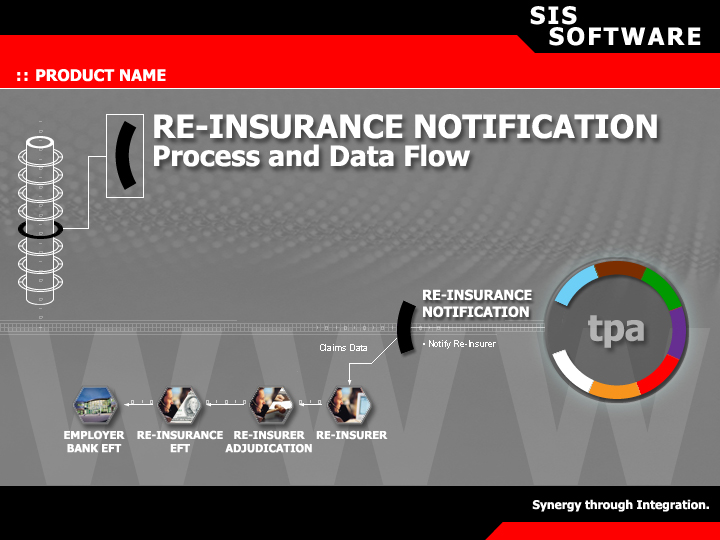 SIS
SOFTWARE
:: PRODUCT NAME
RE-INSURANCE NOTIFICATION
Process and Data Flow
RE-INSURANCE
NOTIFICATION
tpa
Claims Data
• Notify Re-Insurer
EMPLOYER
BANK EFT
RE-INSURANCE
EFT
RE-INSURER
ADJUDICATION
RE-INSURER
WWW
Synergy through Integration.